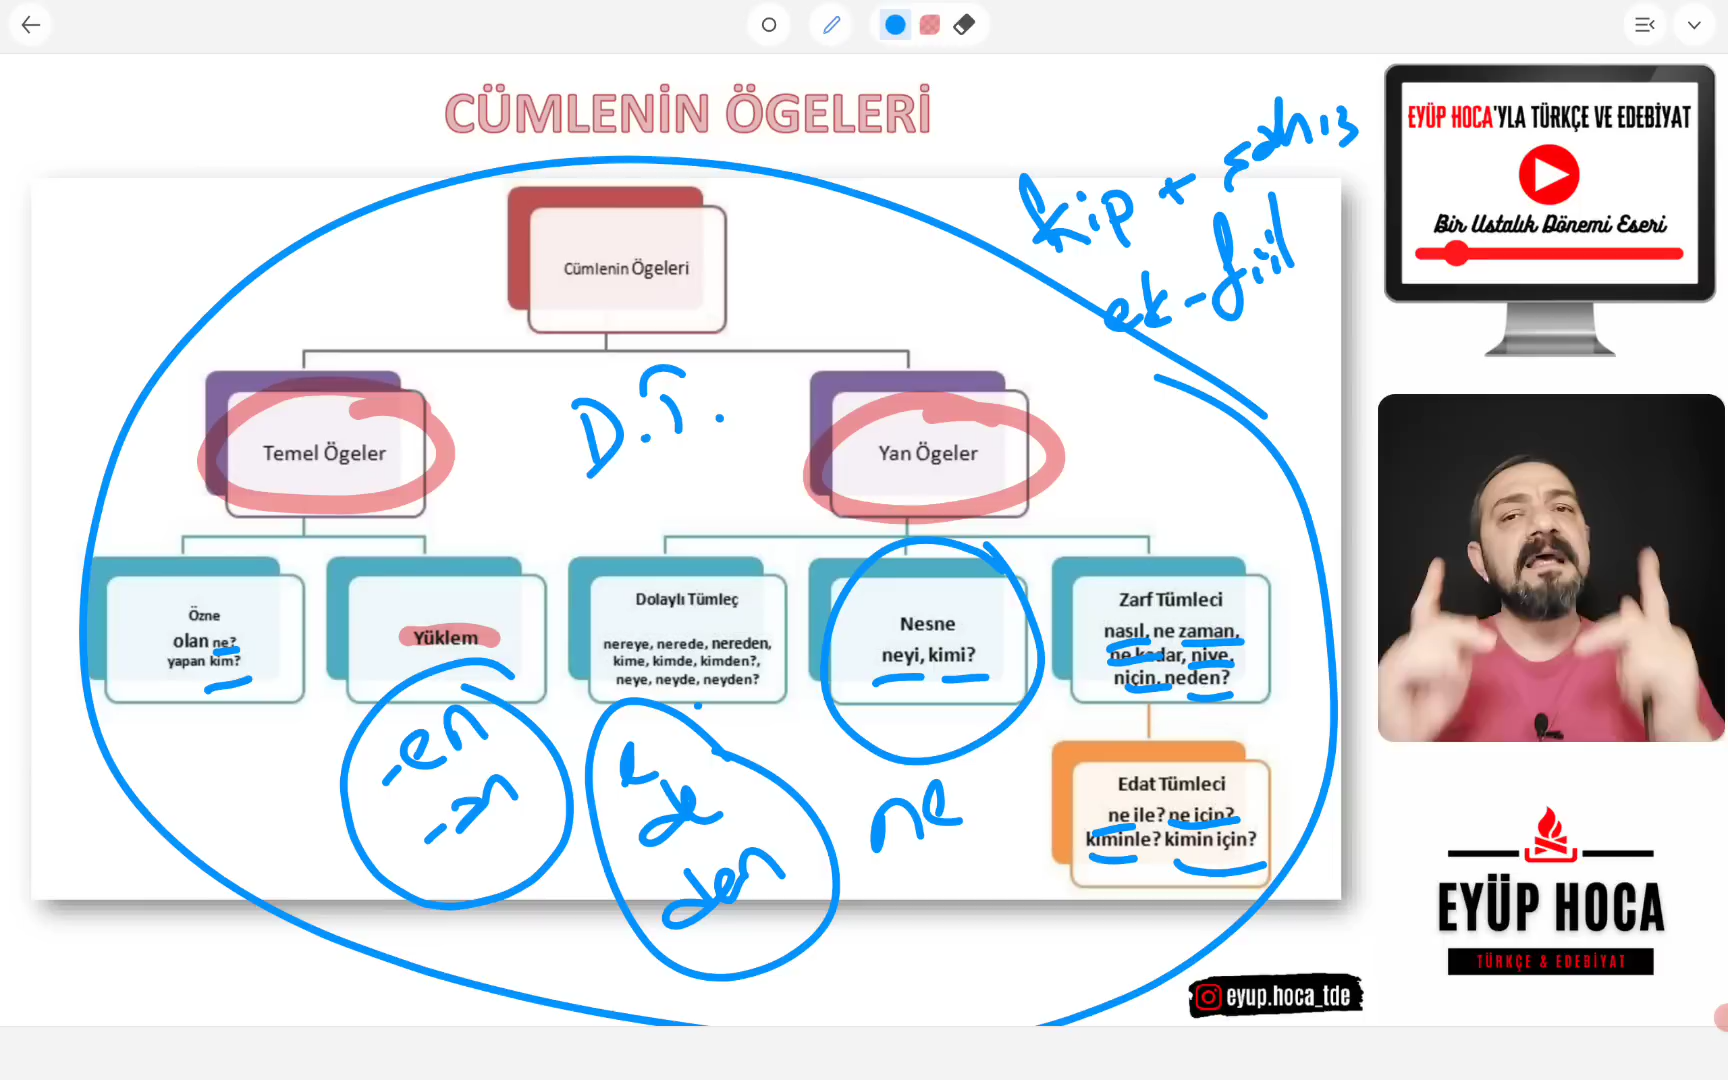 CÜMLENİN ÖGELERİ
kip + şahıs
ek-fiil
Cümlenin Ögeleri
D.T.
Temel Ögeler
Yan Ögeler
Özne
olan ne?
yapan kim?
Yüklem
Dolaylı Tümleç
nereye, nerede, nereden,
kime, kimde, kimden?,
neye, neyde, neyden?
Nesne
neyi, kimi?
Zarf Tümleci
nasıl, ne zaman,
ne kadar, niye,
niçin, neden?
Edat Tümleci
ne ile? ne için?
kiminle? kimin için?
-en
e
de
den
ne
EYÜP HOCA'YLA TÜRKÇE VE EDEBİYAT
Bir Ustalık Dönemi Eseri
EYÜP HOCA
TÜRKÇE & EDEBİYAT
eyup.hoca_tde